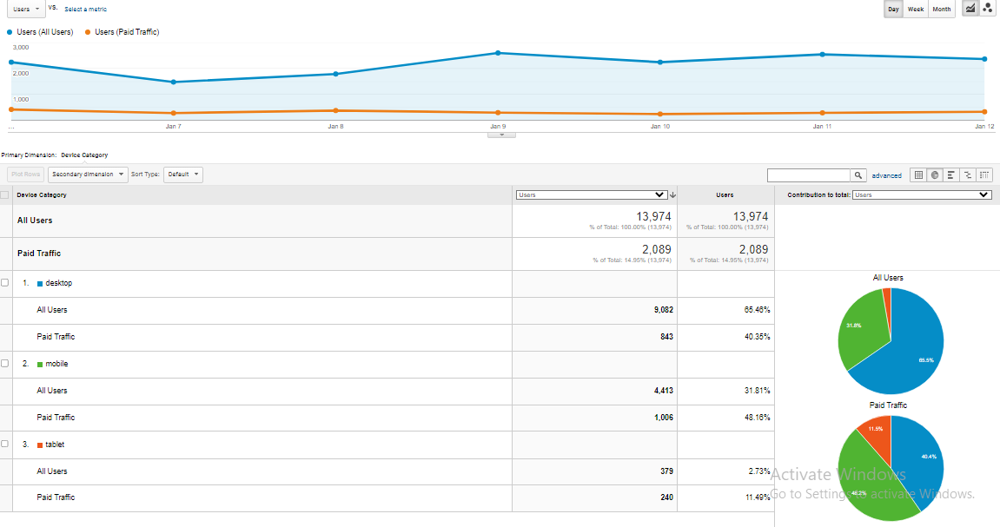 Users vs. Select a metric Day Week Month
Users (All Users) Users (Paid Traffic)
3,000
2,000
1,000
... Jan 7 Jan 8 Jan 9 Jan 10 Jan 11 Jan 12
Primary Dimension: Device Category
Plot Rows Secondary dimension Sort Type: Default advanced
Device Category Users Users Contribution to total: Users
All Users 13,974 13,974
% of Total: 100.00% (13,974) % of Total: 100.00% (13,974)
Paid Traffic 2,089 2,089
% of Total: 14.95% (13,974) % of Total: 14.95% (13,974)
1. desktop
All Users 9,082 65.46%
Paid Traffic 843 40.35%
2. mobile
All Users 4,413 31.81%
Paid Traffic 1,006 48.16%
3. tablet
All Users 379 2.73%
Paid Traffic 240 11.49%
All Users
31.8%
65.5%
Paid Traffic
11.5%
40.4%
48.2%
Activate Windows
Go to Settings to activate Windows.